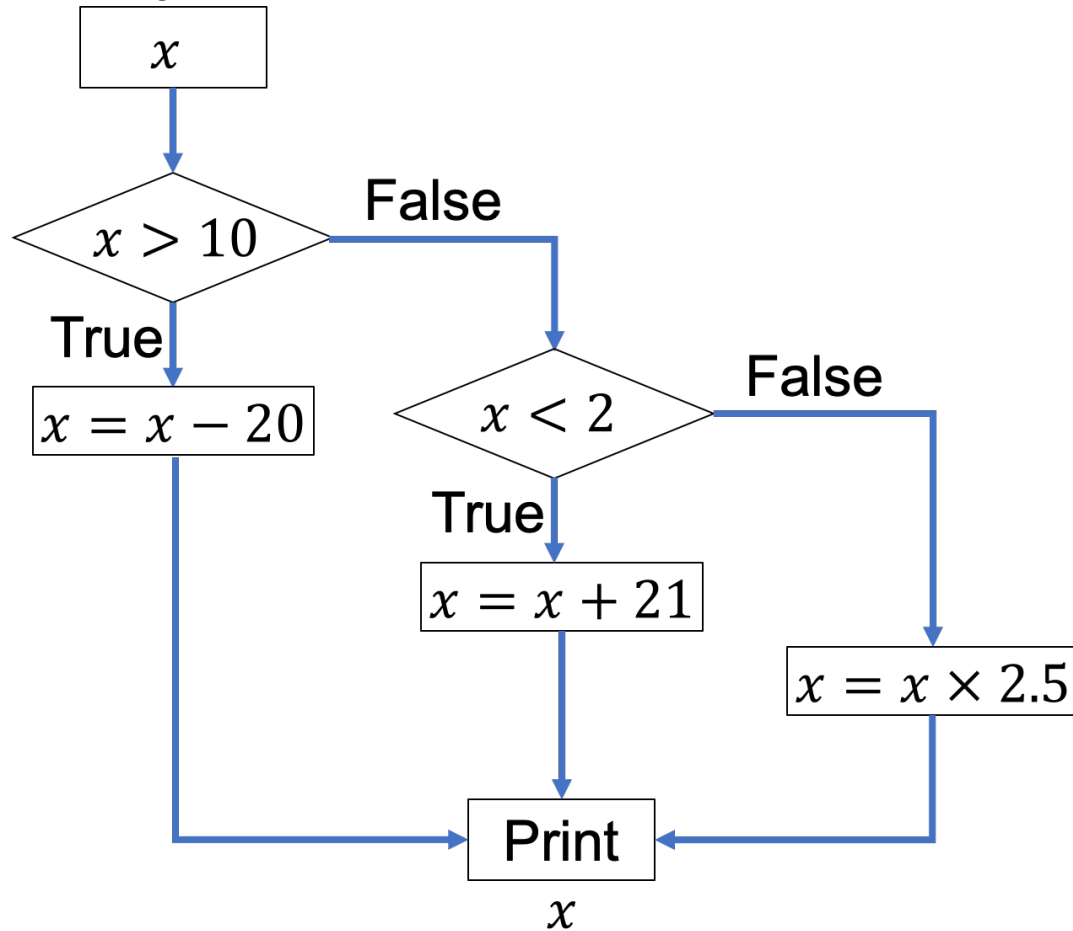 x
x > 10
False
True
x = x − 20
x < 2
False
True
x = x + 21
x = x × 2.5
Print
x